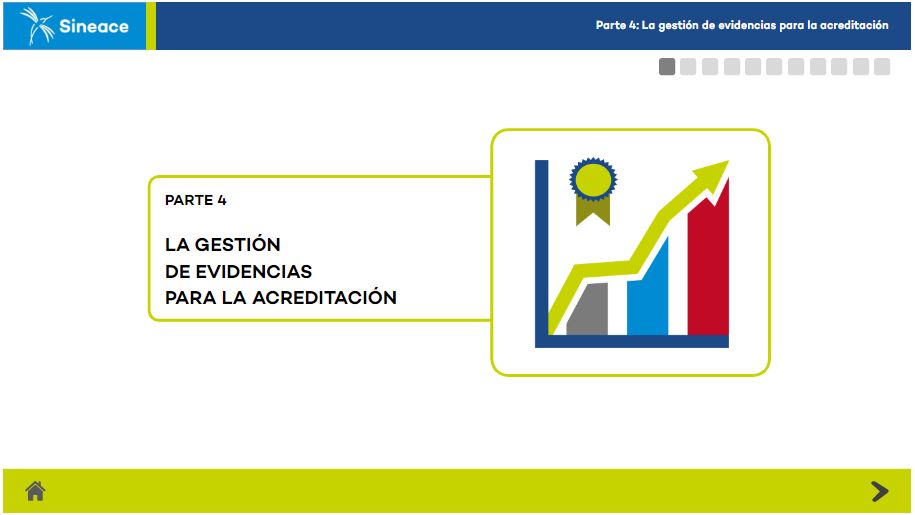 Sineace
Parte 4: La gestión de evidencias para la acreditación
PARTE 4
LA GESTIÓN
DE EVIDENCIAS
PARA LA ACREDITACIÓN